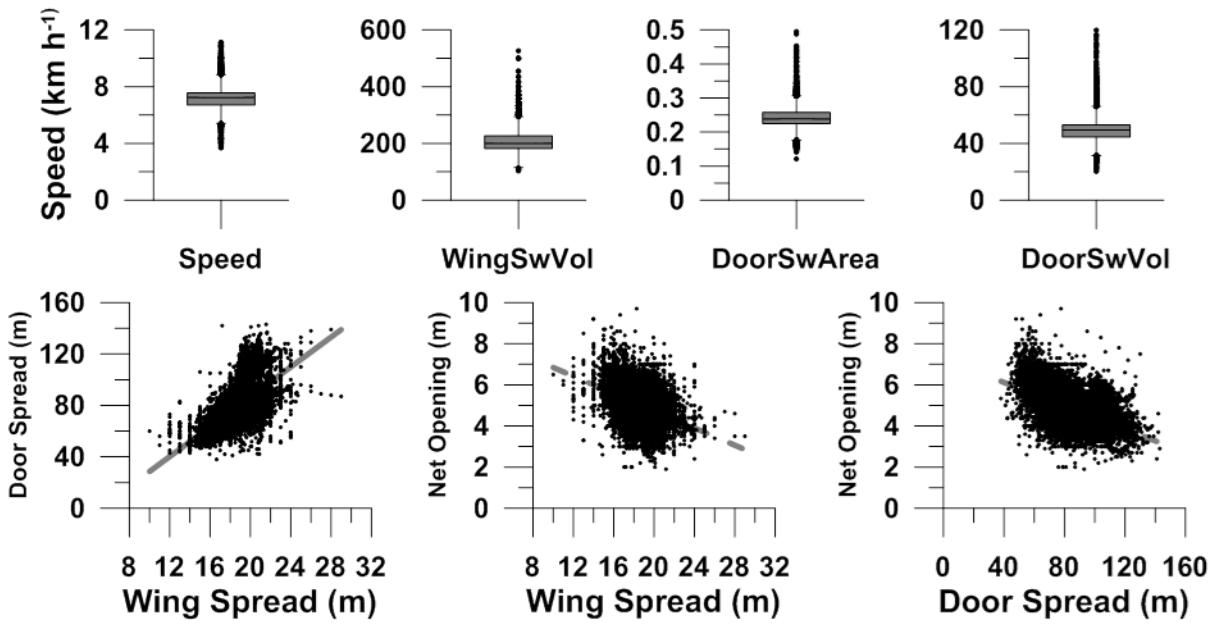 12 600 0.5 120
8 400 0.4 80
4 200 0.3 40
0 0 0.2 0
0.1
0
Speed (km h-1)
Speed WingSwVol DoorSwArea DoorSwVol
160 10 10
120 8 8
80 6 6
40 4 4
0 2 2
0 0
Door Spread (m) Net Opening (m) Net Opening (m)
8 12 16 20 24 28 32 8 12 16 20 24 28 32 0 40 80 120 160
Wing Spread (m) Wing Spread (m) Door Spread (m)